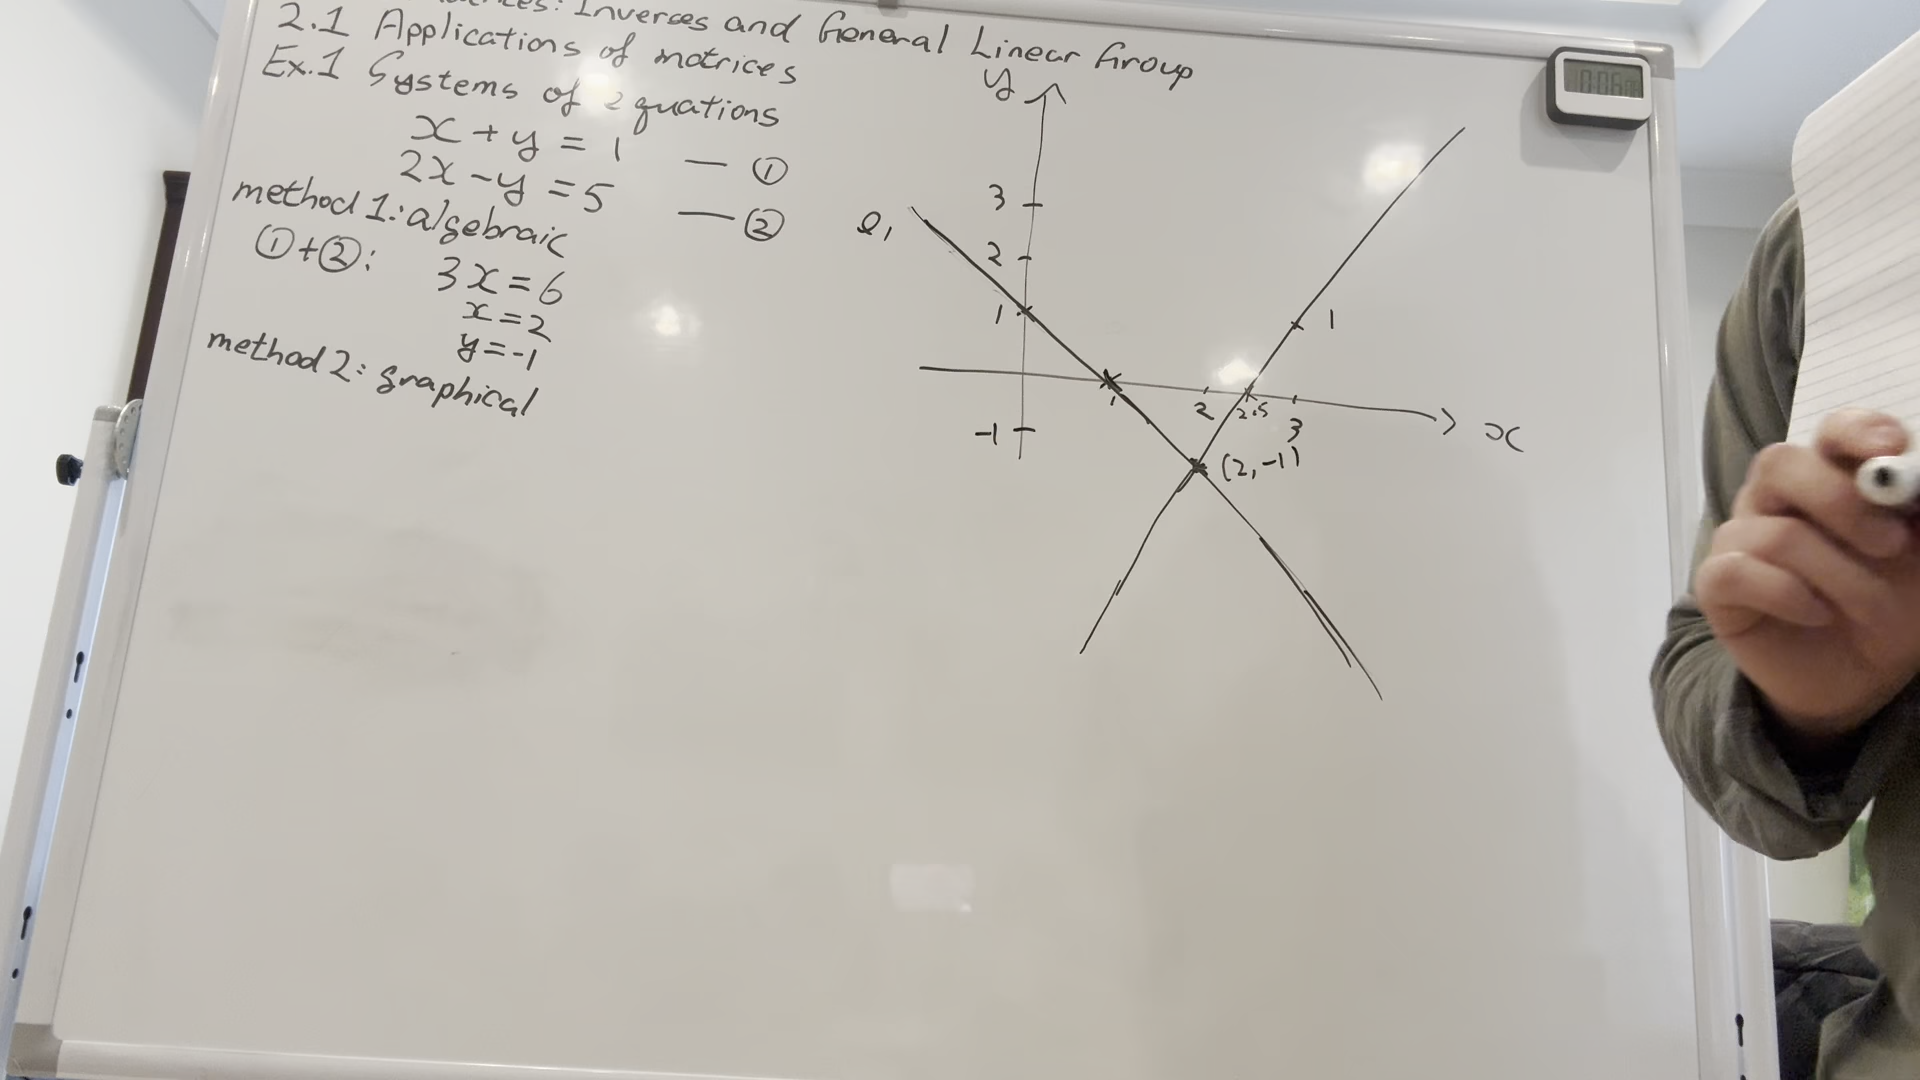 Inverses and General Linear Group
2.1 Applications of matrices
Ex.1 Systems of equations
x + y = 1 — ①
2x - y = 5 — ②
method 1: algebraic
①+②: 3x = 6
x = 2
y = -1
method 2: graphical
y
3
2
1
-1
l₁
1
2
2.5
3
x
1
(2, -1)